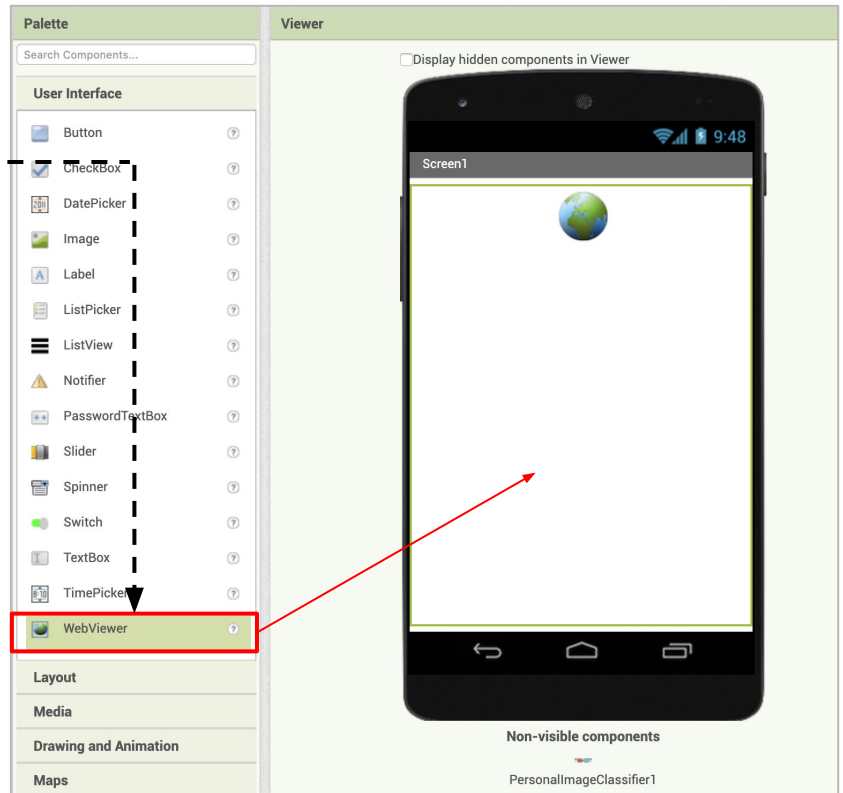 Palette
Search Components...
User Interface
Button
CheckBox
DatePicker
Image
Label
ListPicker
ListView
Notifier
PasswordTextBox
Slider
Spinner
Switch
TextBox
TimePicker
WebViewer
Layout
Media
Drawing and Animation
Maps
Viewer
Display hidden components in Viewer
9:48
Screen1
Non-visible components
PersonalImageClassifier1